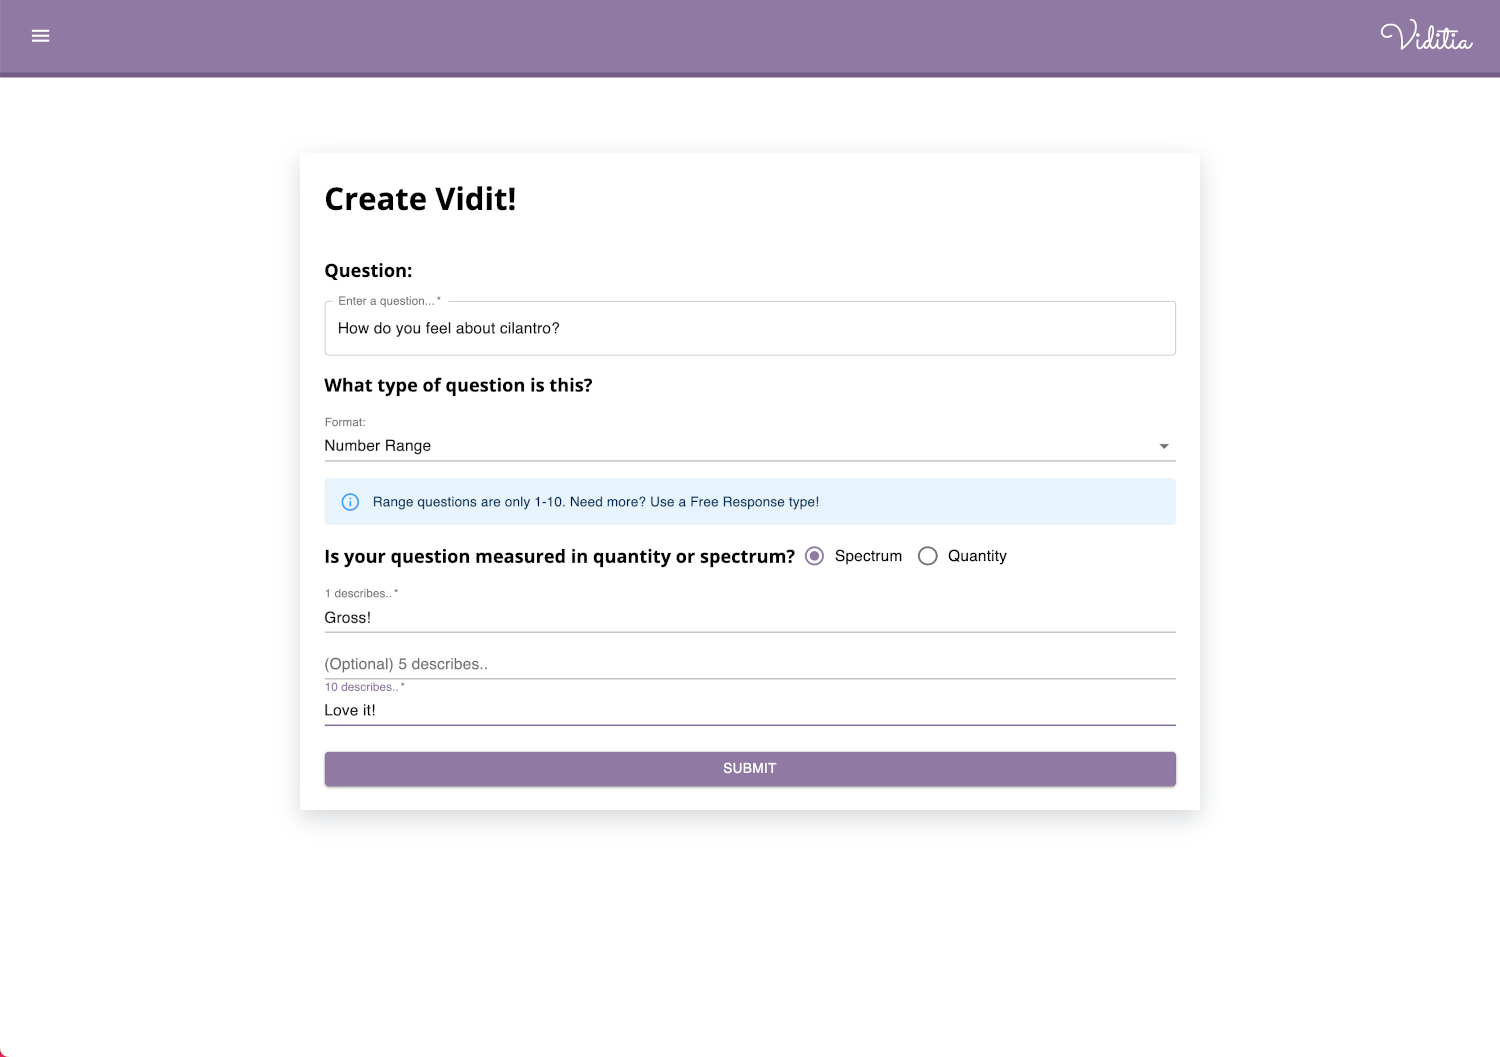 Viditia
Create Vidit!
Question:
Enter a question... *
How do you feel about cilantro?
What type of question is this?
Format:
Number Range
Range questions are only 1-10. Need more? Use a Free Response type!
Is your question measured in quantity or spectrum? Spectrum Quantity
1 describes.. *
Gross!
(Optional) 5 describes..
10 describes.. *
Love it!
SUBMIT